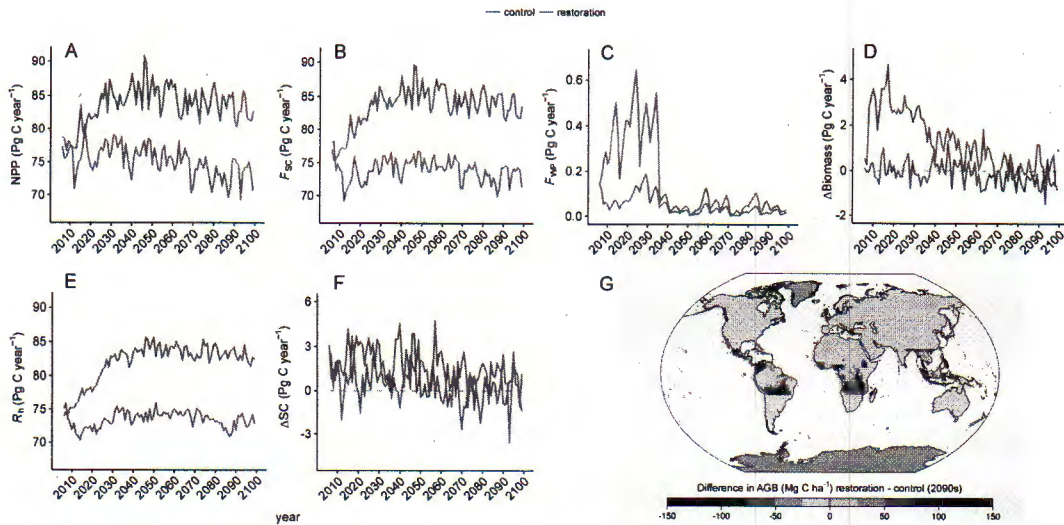 control restoration
A
NPP (Pg C year⁻¹)
90
85
80
75
70
2010 2020 2030 2040 2050 2060 2070 2080 2090 2100
B
F_SC (Pg C year⁻¹)
90
85
80
75
70
2010 2020 2030 2040 2050 2060 2070 2080 2090 2100
C
F_WP (Pg C year⁻¹)
0.6
0.4
0.2
0.0
2010 2020 2030 2040 2050 2060 2070 2080 2090 2100
D
ΔBiomass (Pg C year⁻¹)
4
2
0
-2
2010 2020 2030 2040 2050 2060 2070 2080 2090 2100
E
R_h (Pg C year⁻¹)
90
85
80
75
70
2010 2020 2030 2040 2050 2060 2070 2080 2090 2100
F
ΔSC (Pg C year⁻¹)
6
3
0
-3
2010 2020 2030 2040 2050 2060 2070 2080 2090 2100
year
G
Difference in AGB (Mg C ha⁻¹) restoration - control (2090s)
-150 -100 -50 0 50 100 150